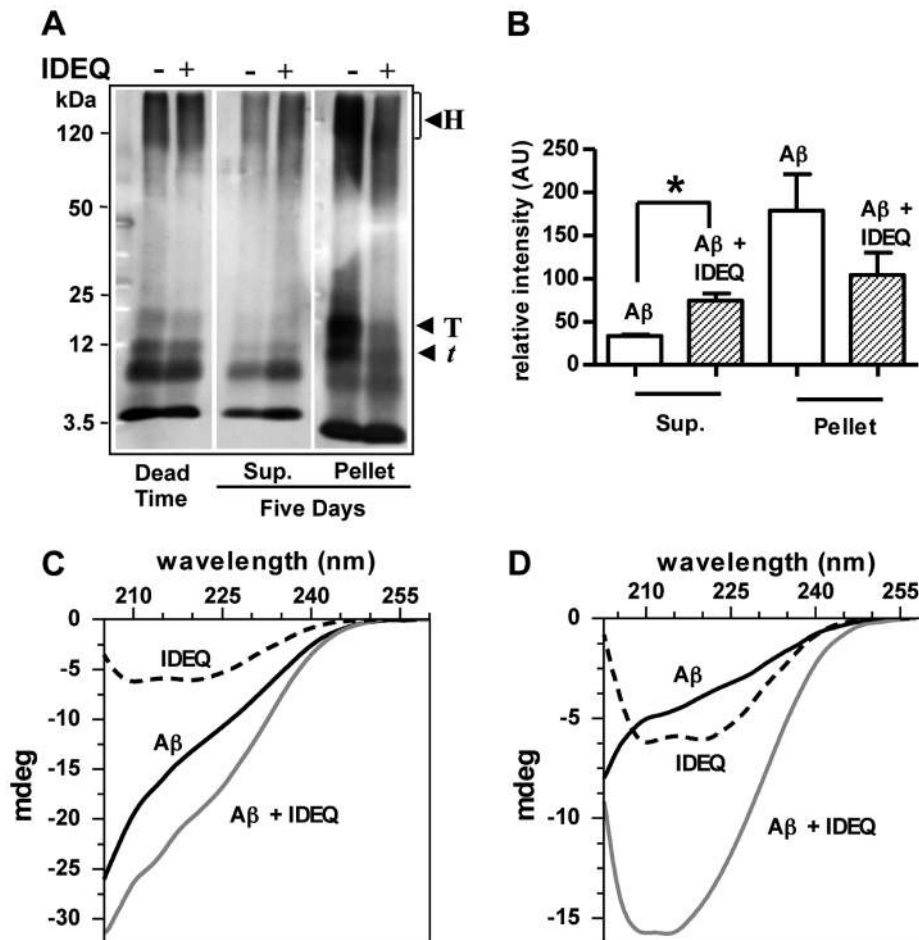 A
IDEQ - + - + - +
kDa
120
50
25
12
3.5
H
T
t
Dead
Time
Sup.
Pellet
Five Days
B
relative intensity (AU)
250
200
150
100
50
0
*
Aβ
Aβ +
IDEQ
Aβ
Aβ +
IDEQ
Sup.
Pellet
C
wavelength (nm)
210 225 240 255
0
-5
-10
-15
-20
-25
-30
mdeg
IDEQ
Aβ
Aβ + IDEQ
D
wavelength (nm)
210 225 240 255
0
-5
-10
-15
mdeg
Aβ
IDEQ
Aβ + IDEQ